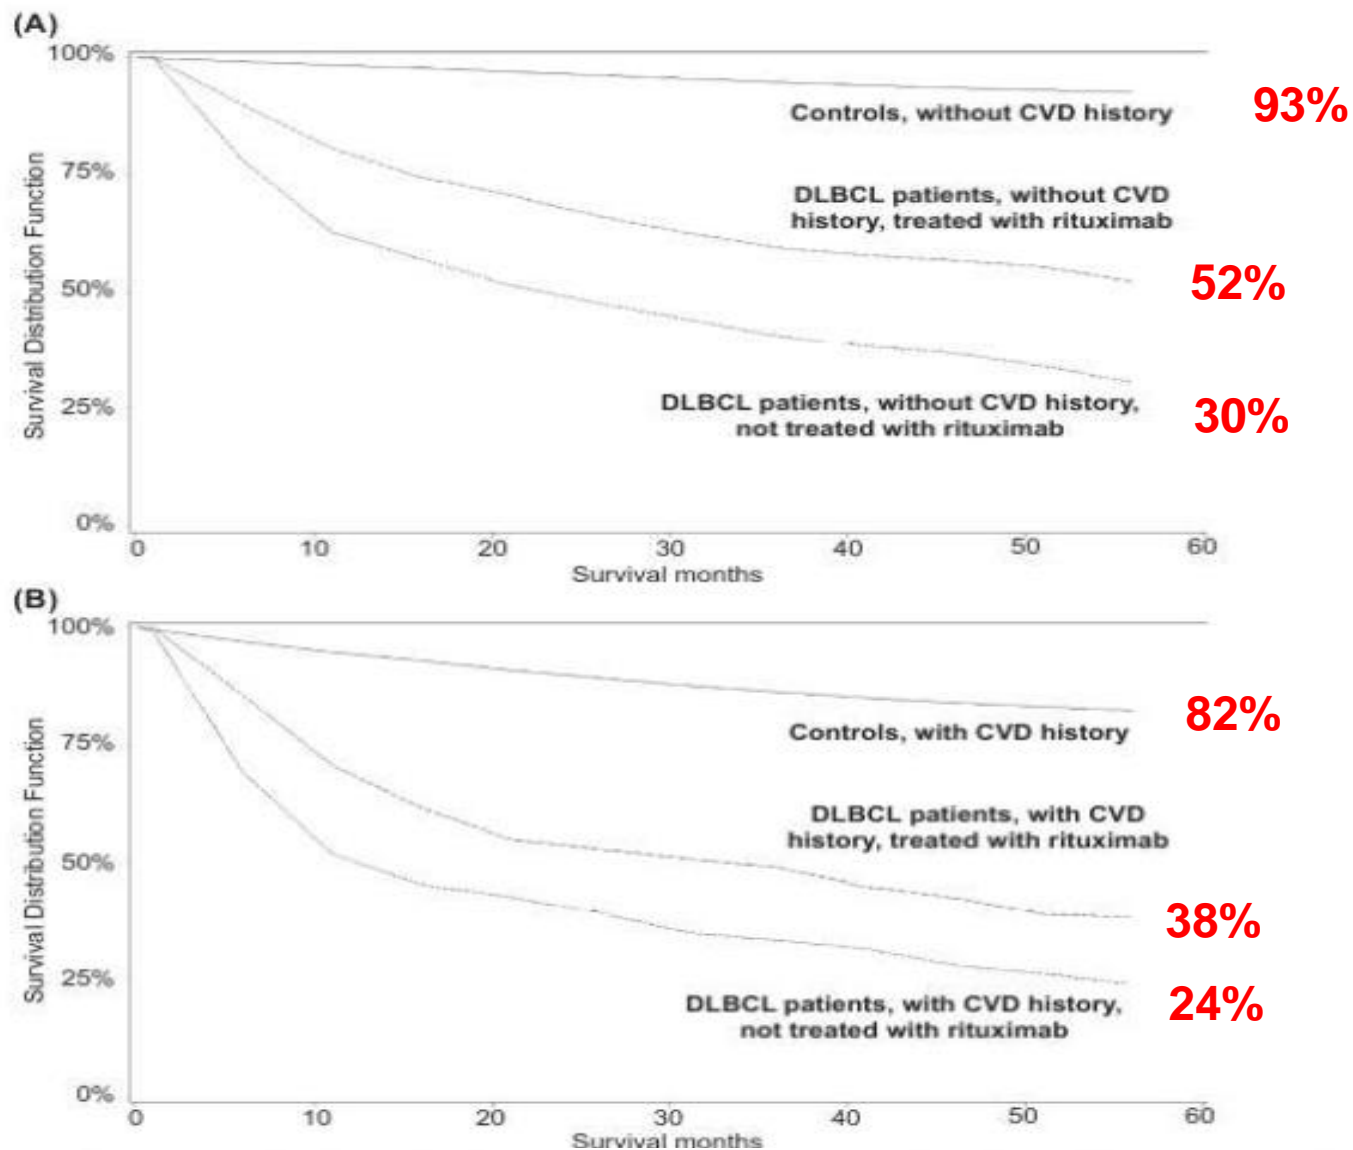 (A)
100%
75%
50%
25%
0%
Survival Distribution Function
Controls, without CVD history
93%
DLBCL patients, without CVD
history, treated with rituximab
52%
DLBCL patients, without CVD history,
not treated with rituximab
30%
0 10 20 30 40 50 60
Survival months
(B)
100%
75%
50%
25%
0%
Survival Distribution Function
Controls, with CVD history
82%
DLBCL patients, with CVD
history, treated with rituximab
38%
DLBCL patients, with CVD history,
not treated with rituximab
24%
0 10 20 30 40 50 60
Survival months